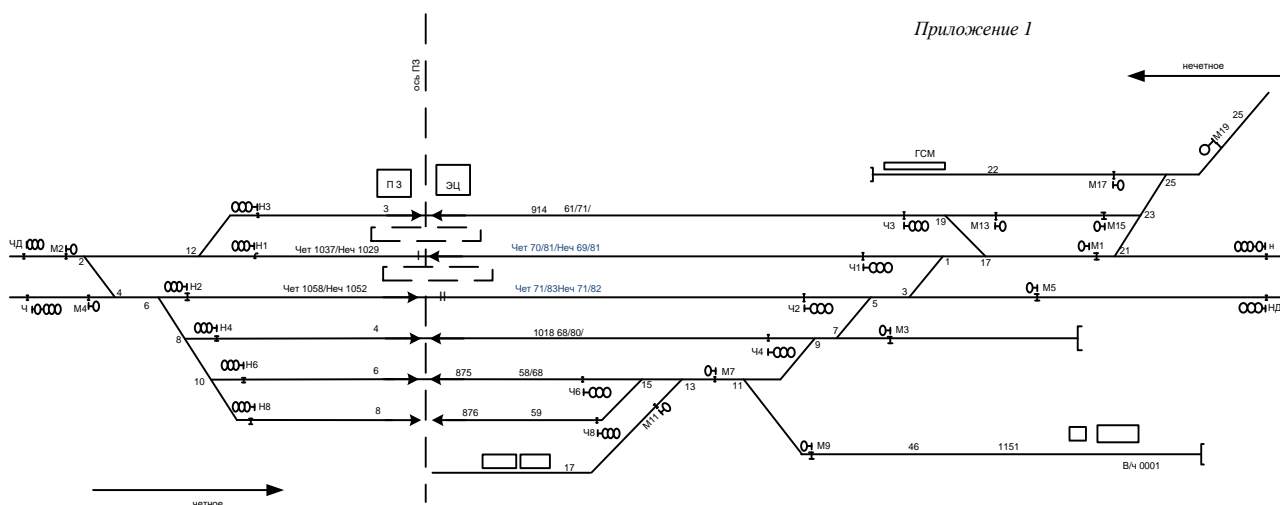 Приложение 1
ось ПЗ
нечетное
25
М19
ГСМ
22
М17
25
П З
ЭЦ
Н3
3
914 61/71/
Ч3
19
М13
М15
23
ЧД
М2
2
12
Н1
Чет 1037/Неч 1029
I
Чет 70/81/Неч 69/81
Ч1
1
17
М1
21
н
Ч
М4
4
6
Н2
Чет 1058/Неч 1052
II
Чет 71/83Неч 71/82
Ч2
5
3
М5
НД
8
Н4
4
1018 68/80/
Ч4
9
7
М3
10
Н6
6
875
58/68
Ч6
15
13
М7
11
Н8
8
876
59
Ч8
М11
17
М9
46
1151
В/ч 0001
четное